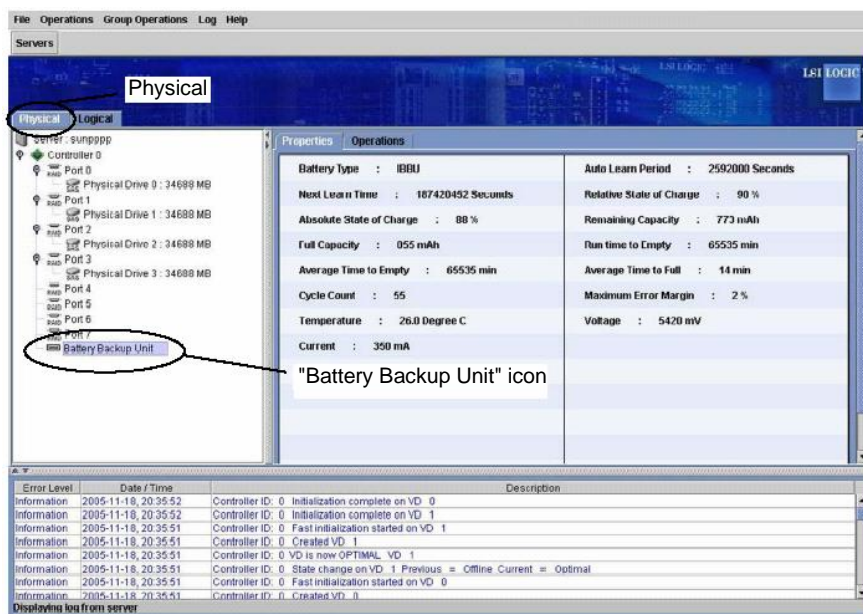 File Operations Group Operations Log Help
Servers
LSI LOGIC
LSI LOGIC
Physical
Physical Logical
Server : sunpppp
Controller 0
Port 0
Physical Drive 0 : 34688 MB
Port 1
Physical Drive 1 : 34688 MB
Port 2
Physical Drive 2 : 34688 MB
Port 3
Physical Drive 3 : 34688 MB
Port 4
Port 5
Port 6
Port 7
Battery Backup Unit
"Battery Backup Unit" icon
Properties Operations
Battery Type : IBBU
Auto Learn Period : 2592000 Seconds
Next Learn Time : 187420452 Seconds
Relative State of Charge : 90 %
Absolute State of Charge : 88 %
Remaining Capacity : 773 mAh
Full Capacity : 055 mAh
Run time to Empty : 65535 min
Average Time to Empty : 65535 min
Average Time to Full : 14 min
Cycle Count : 55
Maximum Error Margin : 2 %
Temperature : 26.0 Degree C
Voltage : 5420 mV
Current : 350 mA
Error Level Date / Time Description
Information 2005-11-18, 20:35:52 Controller ID: 0 Initialization complete on VD 0
Information 2005-11-18, 20:35:52 Controller ID: 0 Initialization complete on VD 1
Information 2005-11-18, 20:35:51 Controller ID: 0 Fast initialization started on VD 1
Information 2005-11-18, 20:35:51 Controller ID: 0 Created VD 1
Information 2005-11-18, 20:35:51 Controller ID: 0 VD is now OPTIMAL VD 1
Information 2005-11-18, 20:35:51 Controller ID: 0 State change on VD 1 Previous = Offline Current = Optimal
Information 2005-11-18, 20:35:51 Controller ID: 0 Fast initialization started on VD 0
Information 2005-11-18, 20:35:51 Controller ID: 0 Created VD 0
Displaying log from server